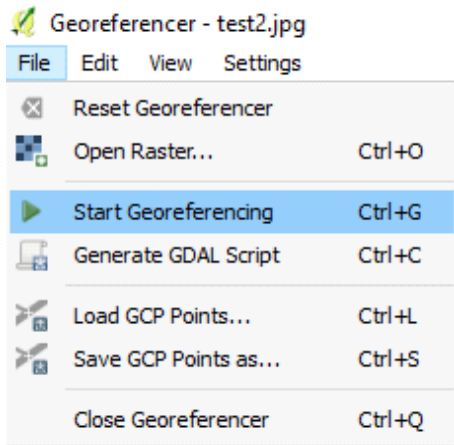 Georeferencer - test2.jpg
File Edit View Settings
Reset Georeferencer
Open Raster... Ctrl+O
Start Georeferencing Ctrl+G
Generate GDAL Script Ctrl+C
Load GCP Points... Ctrl+L
Save GCP Points as... Ctrl+S
Close Georeferencer Ctrl+Q